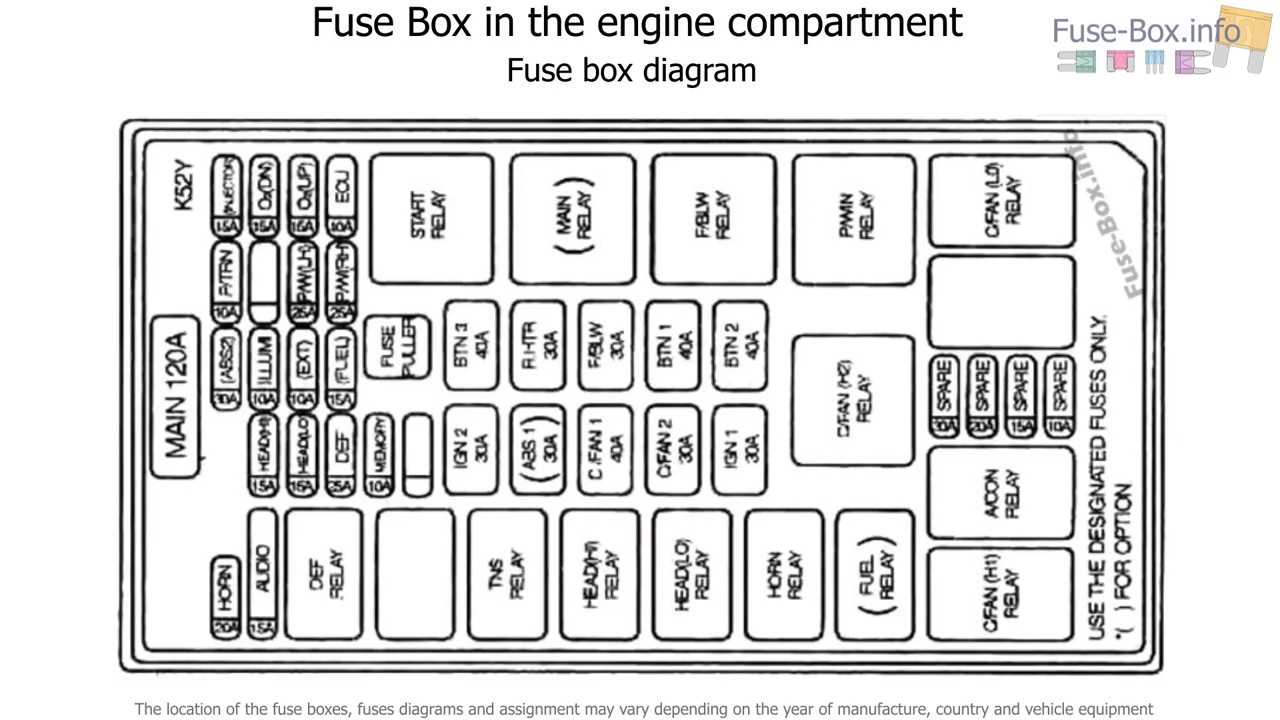 Fuse Box in the engine compartment
Fuse box diagram
Fuse-Box.info
K52Y
MAIN 120A
15A (INJECTOR
15A O₂(DN)
15A O₂(UP)
10A ECU
START
RELAY
( MAIN )
RELAY
F/BLW
RELAY
P/WIN
RELAY
C/FAN (LO)
RELAY
Fuse-Box.info
10A P/TRN
P/W(LH)
25A P/W(RH)
30A (ABS2)
10A ILLUMI
10A (EXT)
15A (FUEL)
FUSE
PULLER
BTN 3
40A
R.HTR
30A
F/BLW
30A
BTN 1
40A
BTN 2
40A
C/FAN (H2)
RELAY
30A SPARE
20A SPARE
15A SPARE
10A SPARE
15A HEAD(HI)
15A HEAD(LO)
25A DEF
10A MEMORY
IGN 2
30A
( ABS 1 )
30A
C/FAN 1
40A
C/FAN 2
30A
IGN 1
30A
A/CON
RELAY
20A HORN
15A AUDIO
DEF
RELAY
TNS
RELAY
HEAD(HI)
RELAY
HEAD(LO)
RELAY
HORN
RELAY
( FUEL )
RELAY
C/FAN (H1)
RELAY
USE THE DESIGNATED FUSES ONLY.
*( ) FOR OPTION
The location of the fuse boxes, fuses diagrams and assignment may vary depending on the year of manufacture, country and vehicle equipment